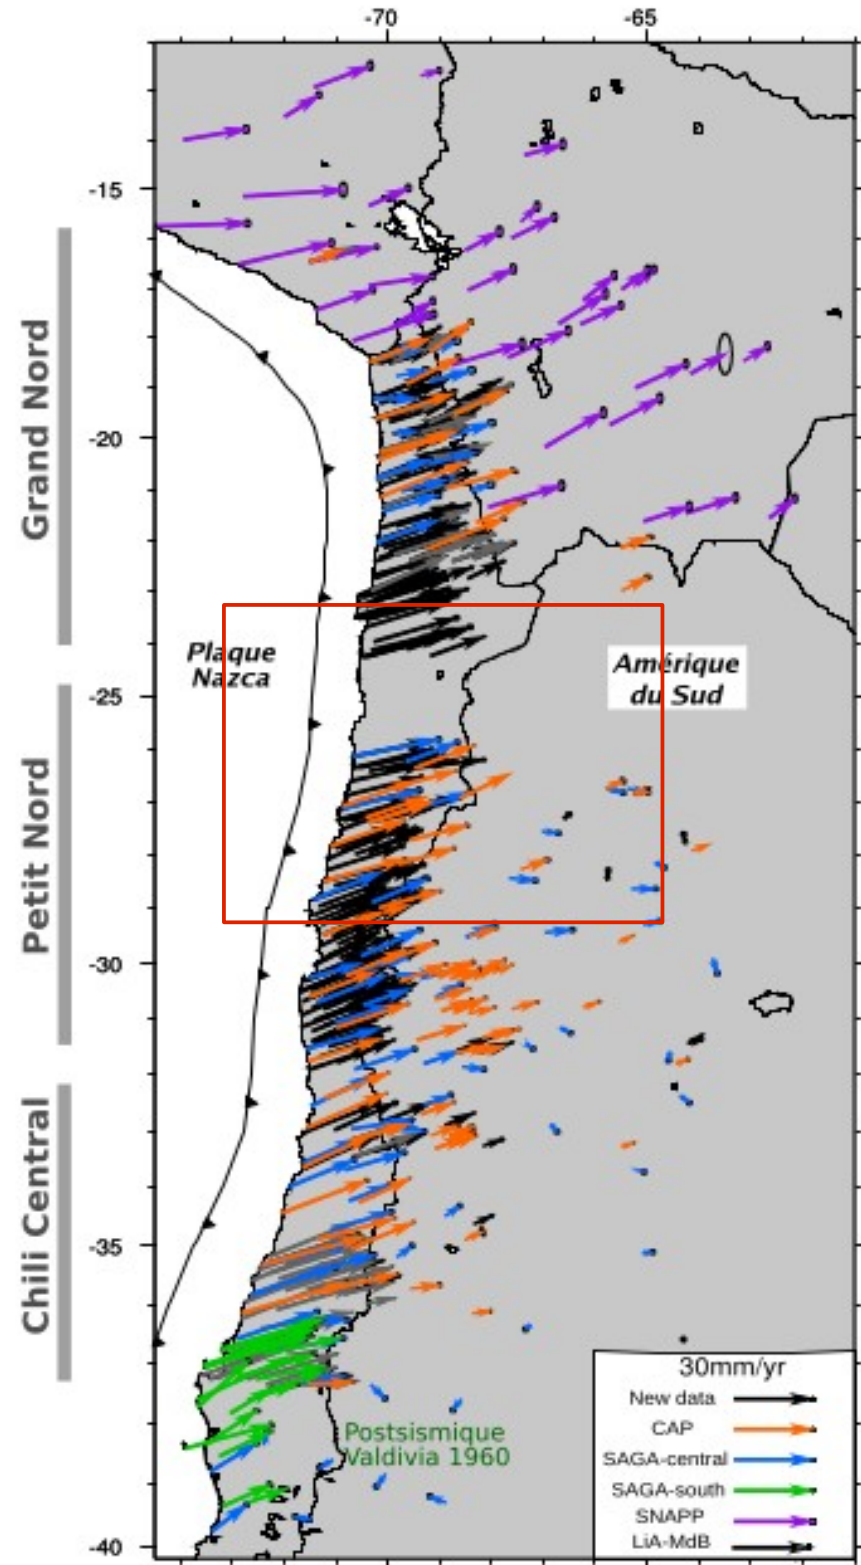 -70
-65
-15
-20
-25
-30
-35
-40
Grand Nord
Petit Nord
Chili Central
Plaque
Nazca
Amérique
du Sud
Postsismique
Valdivia 1960
30mm/yr
New data
CAP
SAGA-central
SAGA-south
SNAPP
LiA-MdB